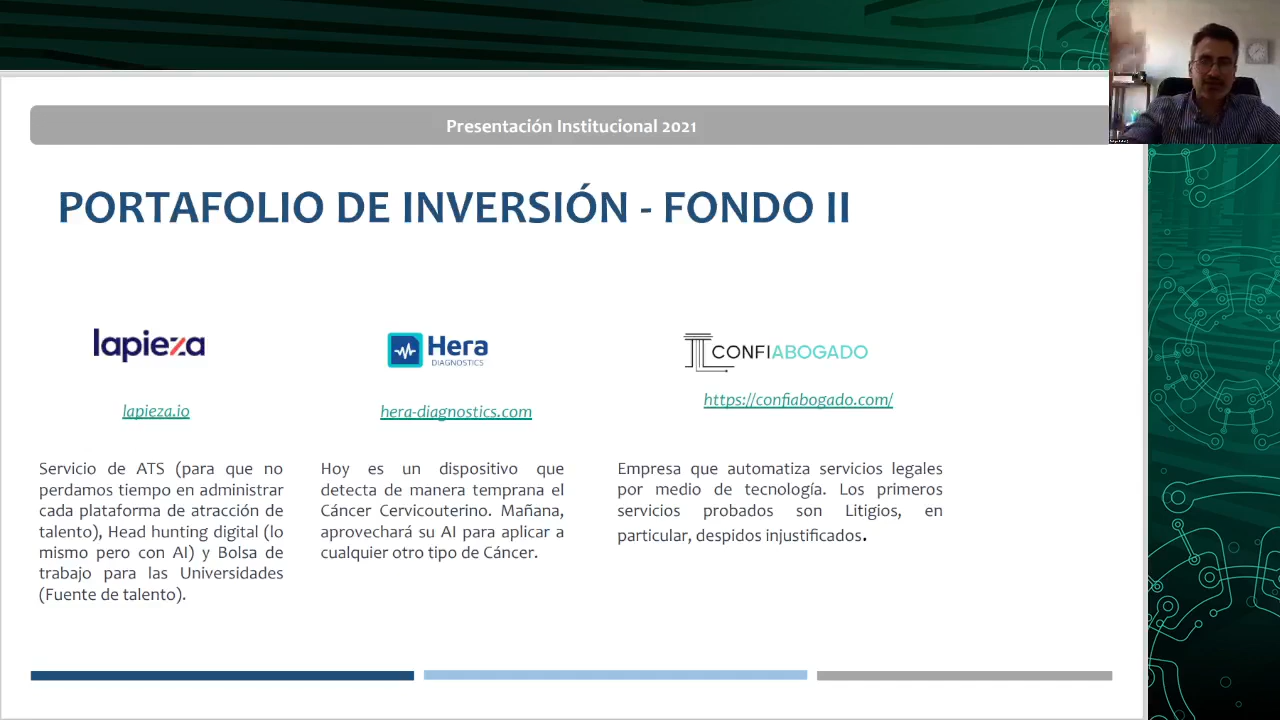 Presentación Institucional 2021
PORTAFOLIO DE INVERSIÓN - FONDO II
lapieza
lapieza.io
Servicio de ATS (para que no
perdamos tiempo en administrar
cada plataforma de atracción de
talento), Head hunting digital (lo
mismo pero con AI) y Bolsa de
trabajo para las Universidades
(Fuente de talento).
Hera
DIAGNOSTICS
hera-diagnostics.com
Hoy es un dispositivo que
detecta de manera temprana el
Cáncer Cervicouterino. Mañana,
aprovechará su AI para aplicar a
cualquier otro tipo de Cáncer.
CONFIABOGADO
https://confiabogado.com/
Empresa que automatiza servicios legales
por medio de tecnología. Los primeros
servicios probados son Litigios, en
particular, despidos injustificados.